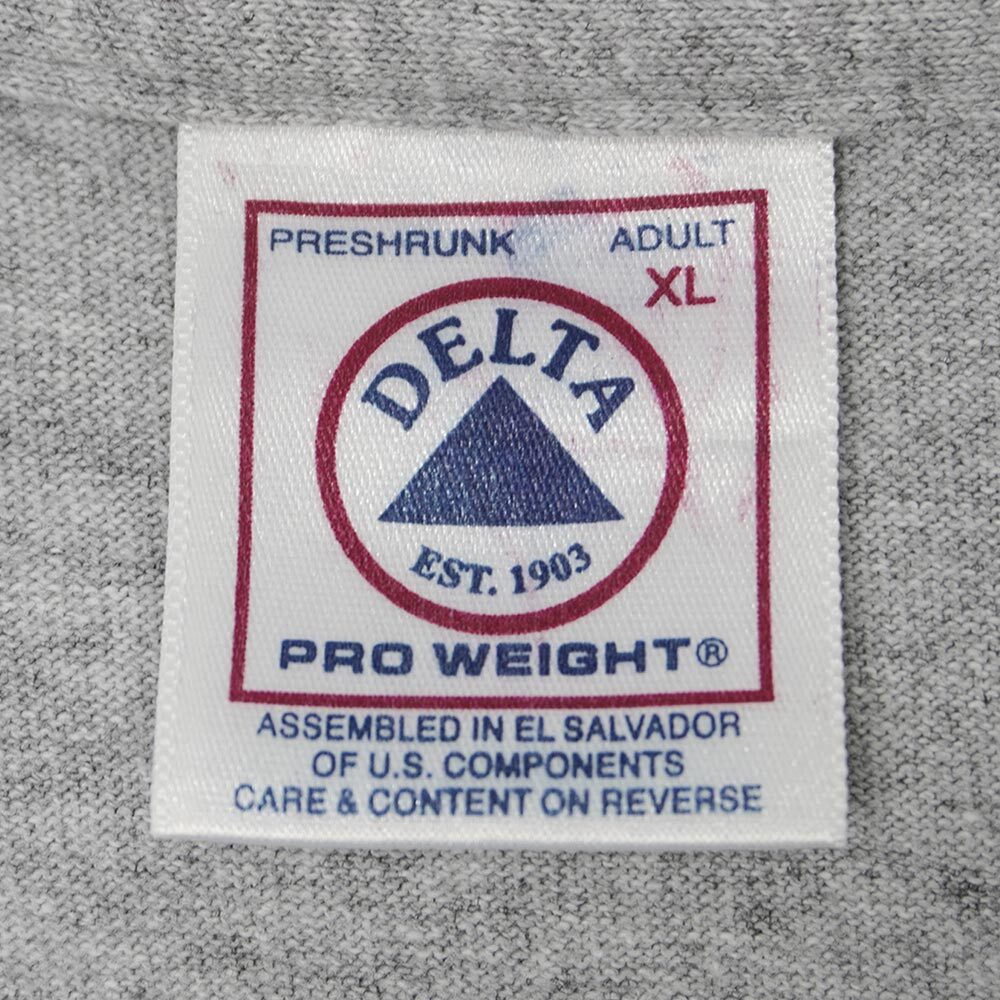 PRESHRUNK ADULT
XL
DELTA
EST. 1903
PRO WEIGHT®
ASSEMBLED IN EL SALVADOR
OF U.S. COMPONENTS
CARE & CONTENT ON REVERSE